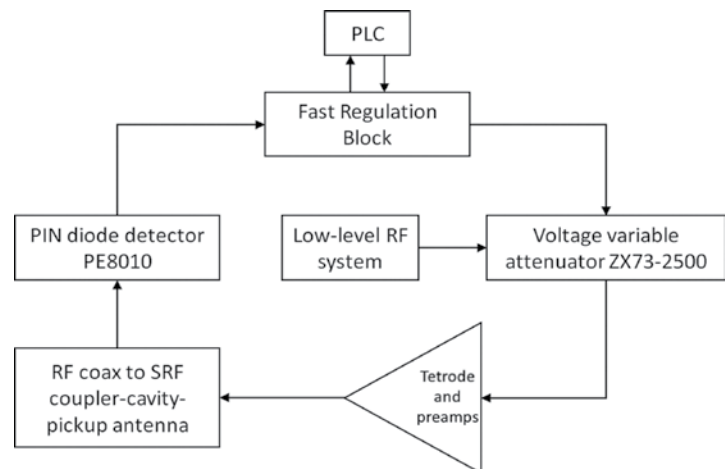 PLC
Fast Regulation
Block
PIN diode detector
PE8010
Low-level RF
system
Voltage variable
attenuator ZX73-2500
RF coax to SRF
coupler-cavity-
pickup antenna
Tetrode
and
preamps